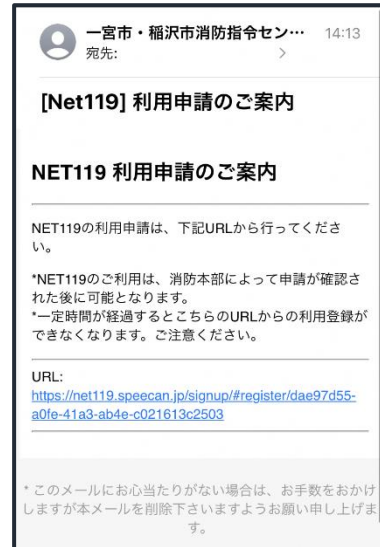 一宮市・稲沢市消防指令セン… 14:13
宛先:
[Net119] 利用申請のご案内
NET119 利用申請のご案内
NET119の利用申請は、下記URLから行ってくださ
い。
*NET119のご利用は、消防本部によって申請が確認さ
れた後に可能となります。
*一定時間が経過するとこちらのURLからの利用登録が
できなくなります。ご注意ください。
URL:
https://net119.speecan.jp/signup/#register/dae97d55-
a0fe-41a3-ab4e-c021613c2503
* このメールにお心当たりがない場合は、お手数をおかけ
しますが本メールを削除下さいますようお願い申し上げま
す。